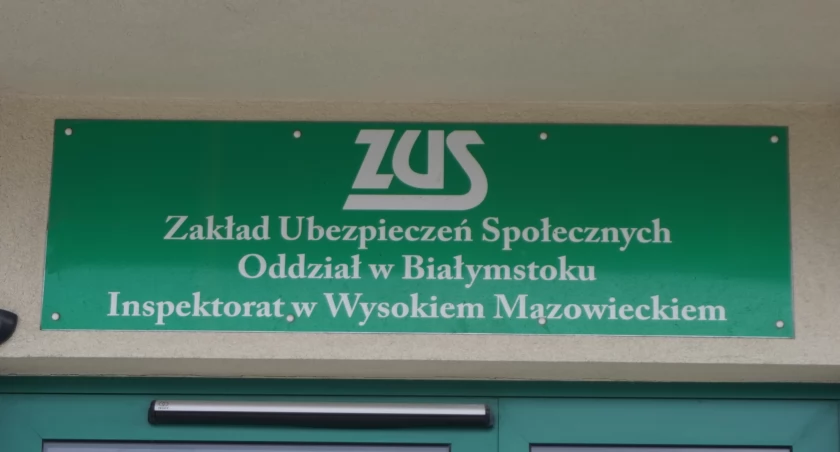 ZUS
Zakład Ubezpieczeń Społecznych
Oddział w Białymstoku
Inspektorat w Wysokiem Mazowieckiem